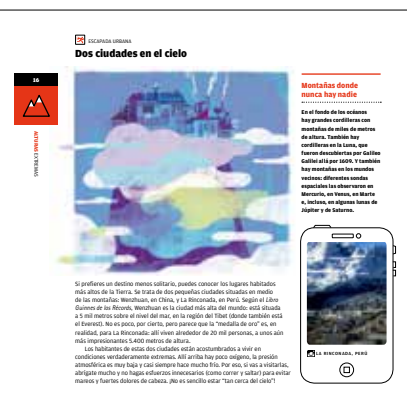 ESCAPADA URBANA
Dos ciudades en el cielo
16
ALTURAS EXTREMAS
Si prefieres un destino menos solitario, puedes conocer los lugares habitados
más altos de la Tierra. Se trata de dos pequeñas ciudades situadas en medio
de las montañas: Wenzhuan, en China, y La Rinconada, en Perú. Según el Libro
Guinnes de los Récords, Wenzhuan es la ciudad más alta del mundo: está situada
a 5 mil metros sobre el nivel del mar, en la región del Tíbet (donde también está
el Everest). No es poco, por cierto, pero parece que la “medalla de oro” es, en
realidad, para La Rinconada: allí viven alrededor de 20 mil personas, a unos aún
más impresionantes 5.400 metros de altura.
Los habitantes de estas dos ciudades están acostumbrados a vivir en
condiciones verdaderamente extremas. Allí arriba hay poco oxígeno, la presión
atmosférica es muy baja y casi siempre hace mucho frío. Por eso, si vas a visitarlas,
abrígate mucho y no hagas esfuerzos innecesarios (como correr y saltar) para evitar
mareos y fuertes dolores de cabeza. ¡No es sencillo estar “tan cerca del cielo”!
Montañas donde
nunca hay nadie
En el fondo de los océanos
hay grandes cordilleras con
montañas de miles de metros
de altura. También hay
cordilleras en la Luna, que
fueron descubiertas por Galileo
Galilei allá por 1609. Y también
hay montañas en los mundos
vecinos: diferentes sondas
espaciales las observaron en
Mercurio, en Venus, en Marte
e, incluso, en algunas lunas de
Júpiter y de Saturno.
LA RINCONADA, PERÚ